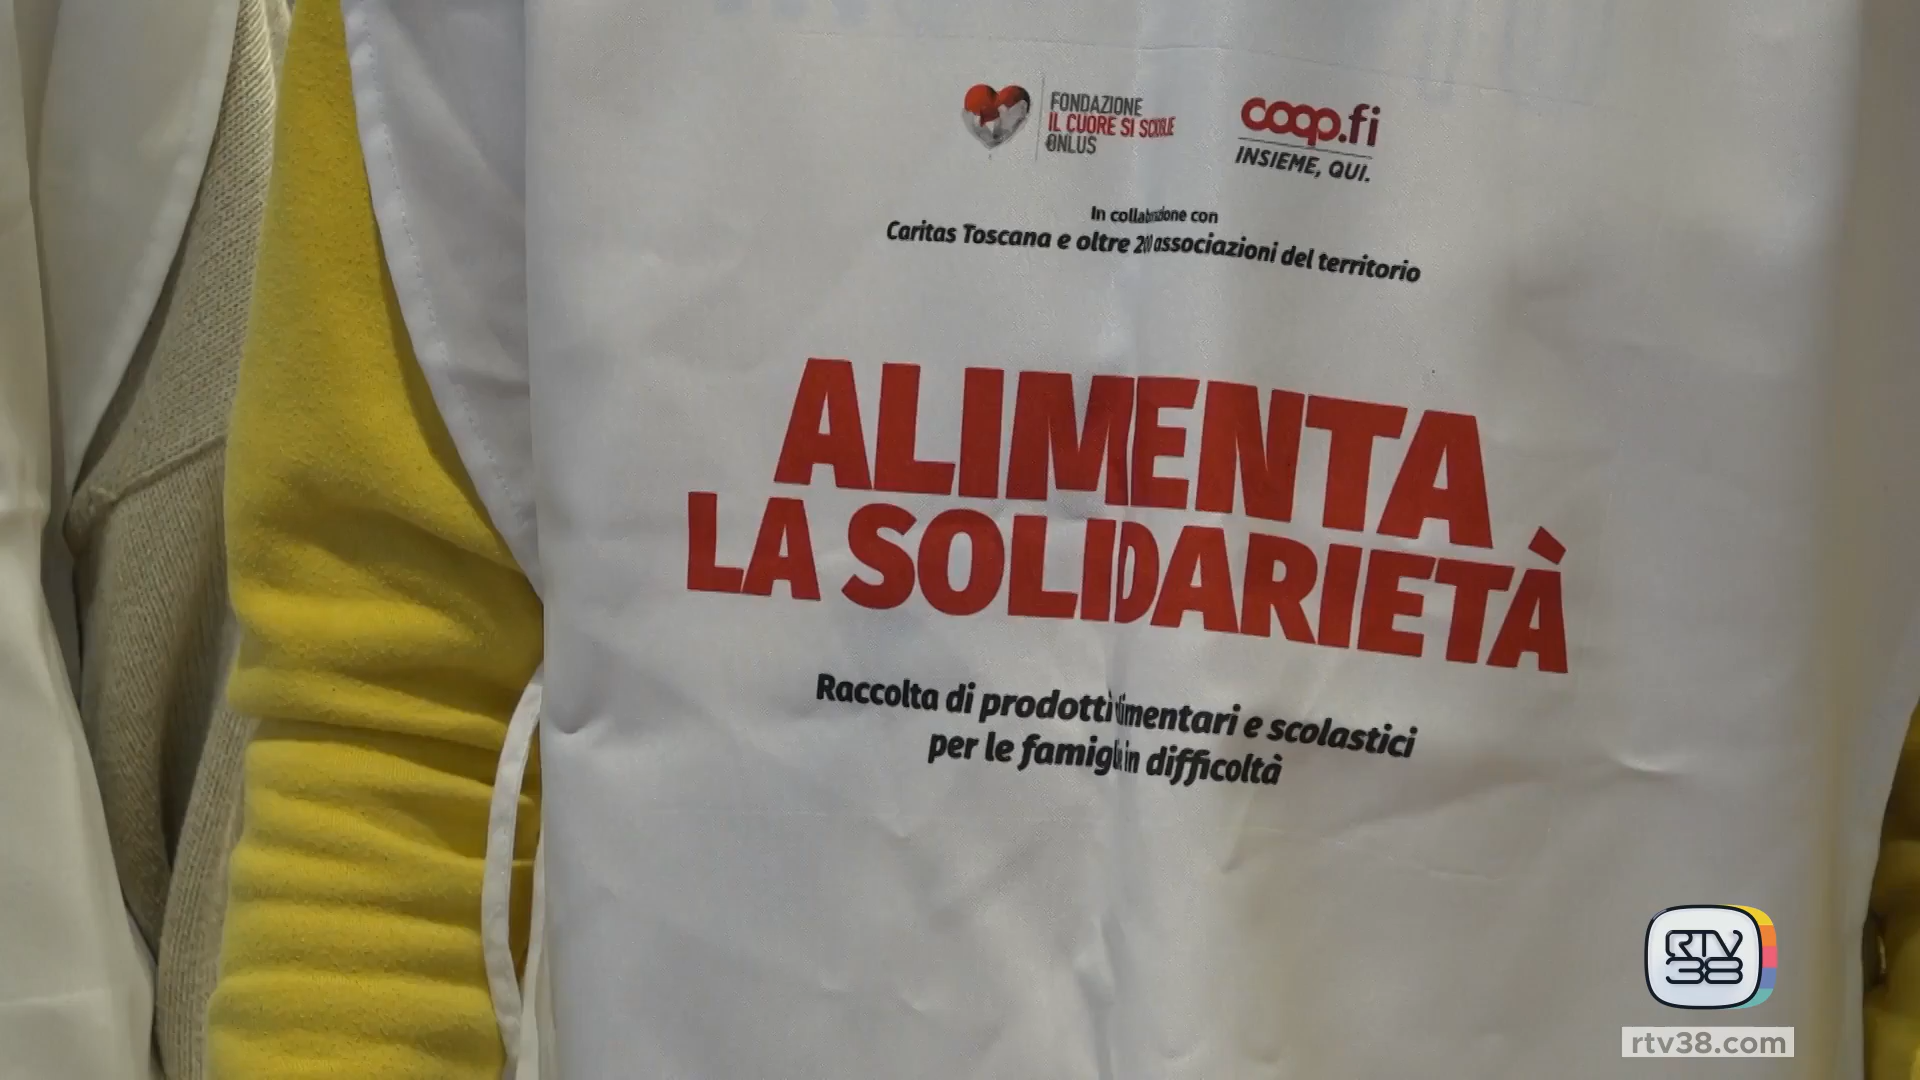 FONDAZIONE
IL CUORE SI SCIOGLIE
ONLUS
coop.fi
INSIEME, QUI.
In collaborazione con
Caritas Toscana e oltre associazioni del territorio
ALIMENTA
LA SOLIDARIETÀ
Raccolta di prodotti alimentari e scolastici
per le famiglie in difficoltà
RTV
38
rtv38.com